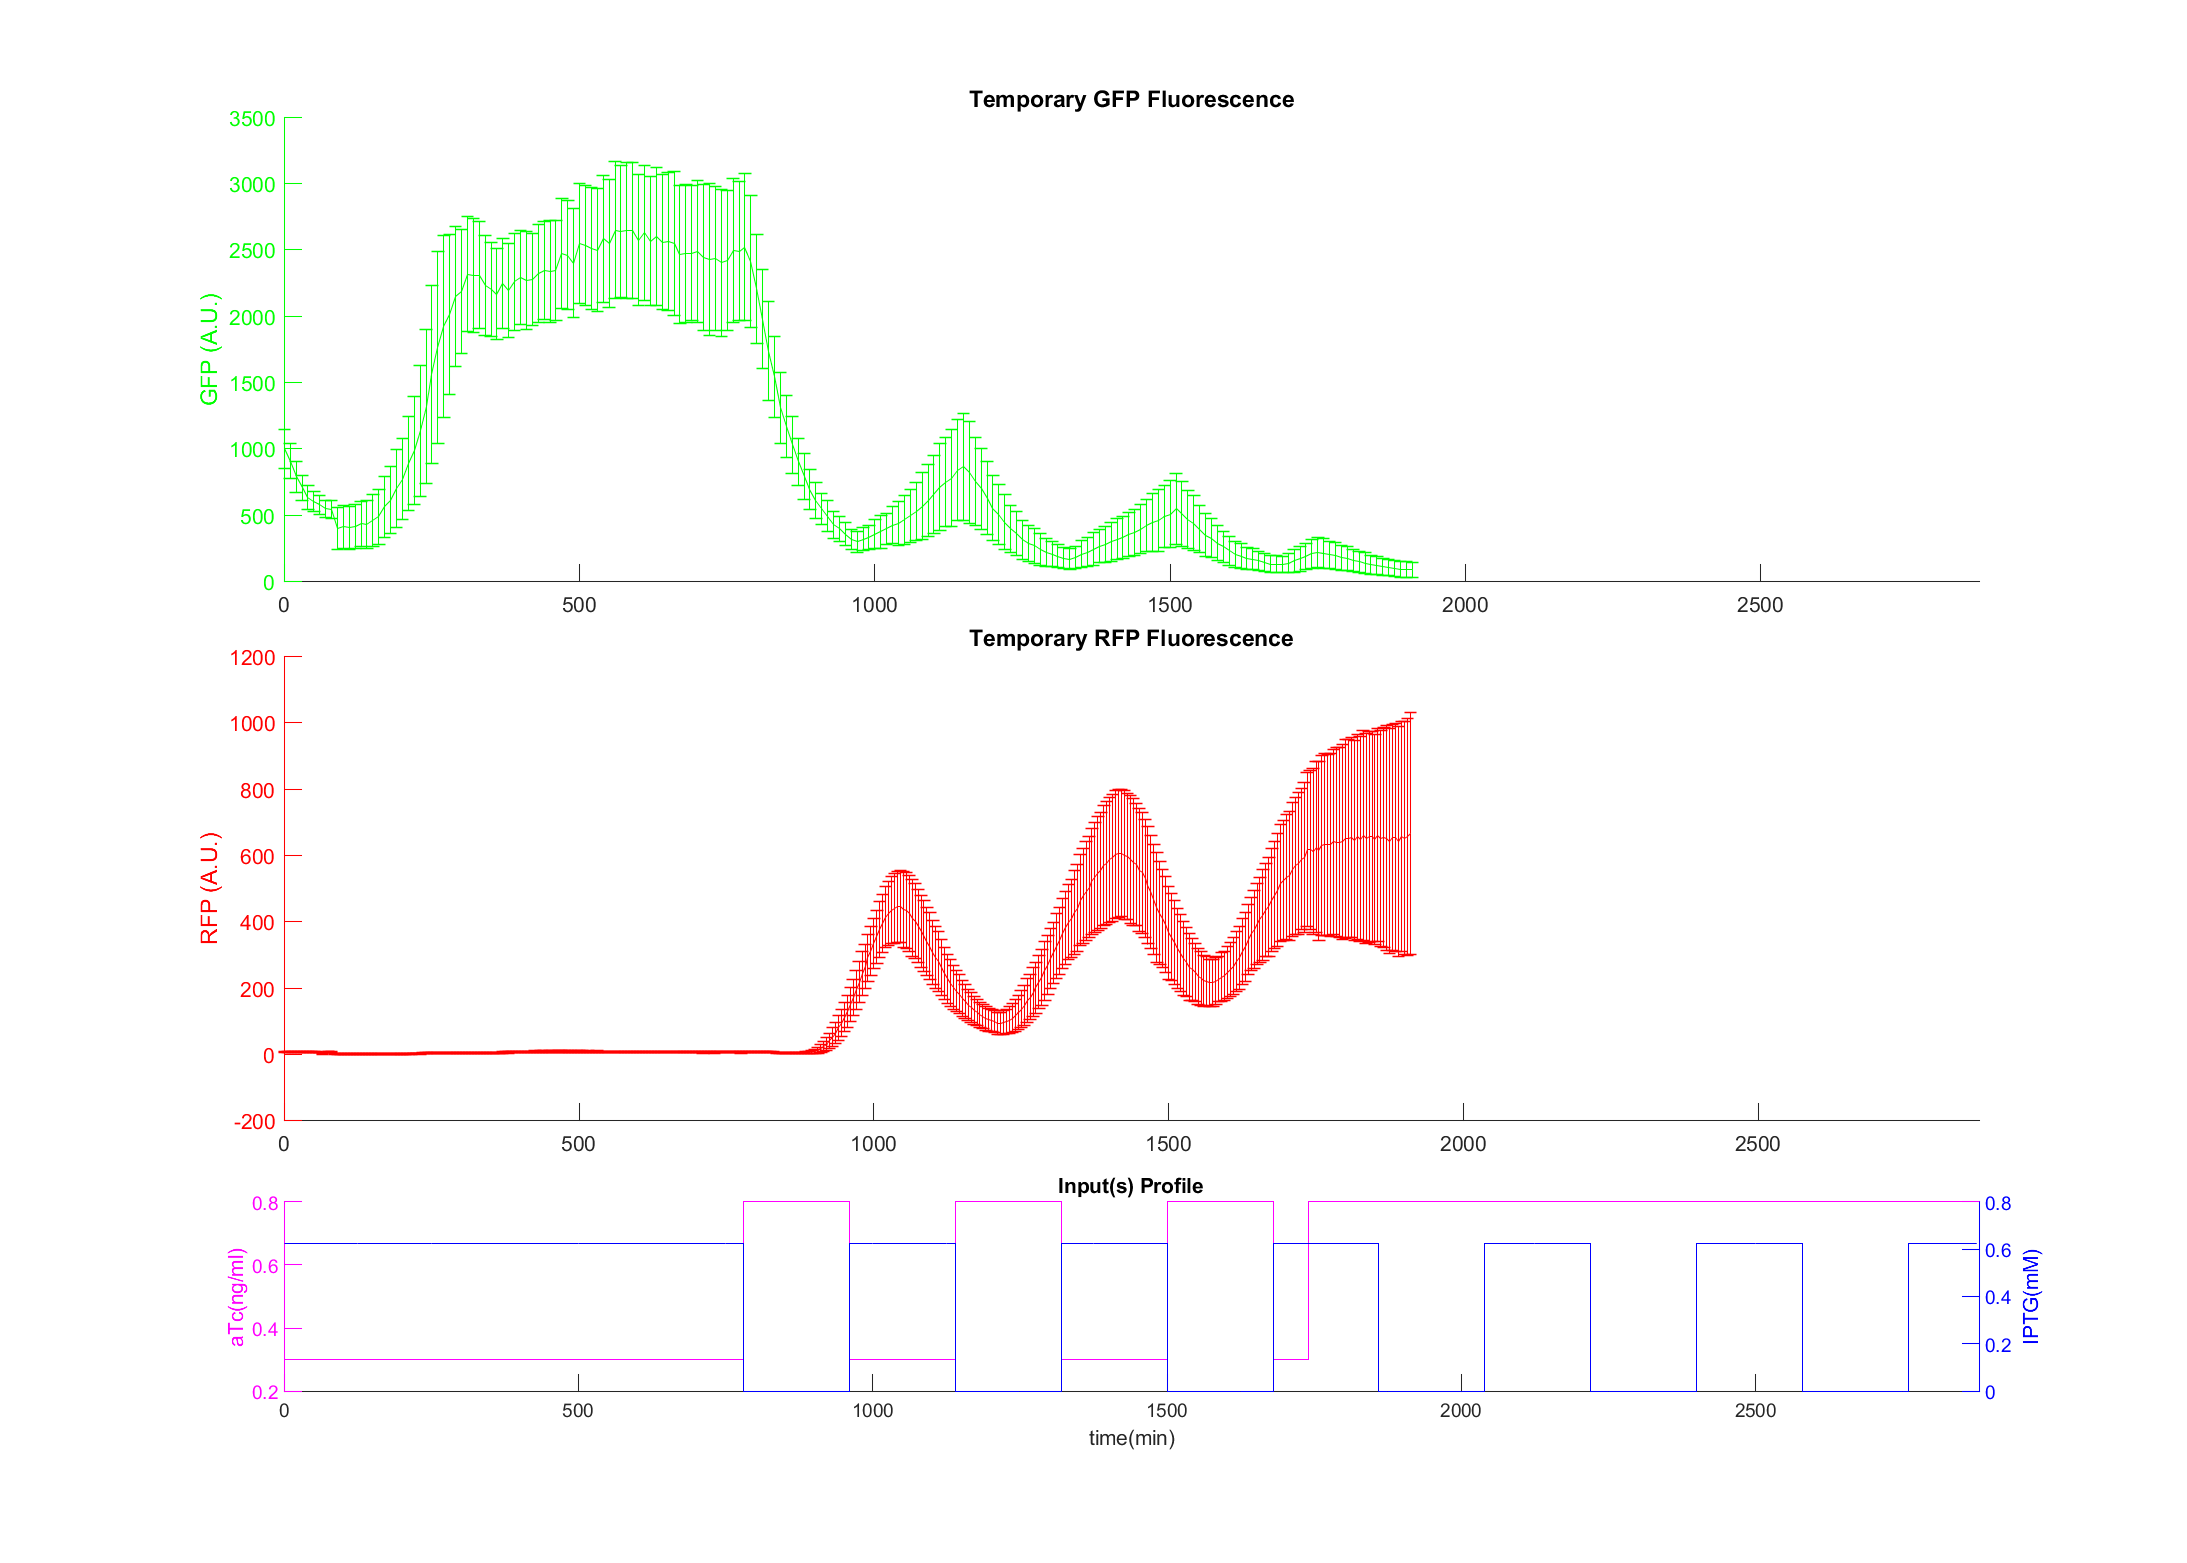 Temporary GFP Fluorescence
3500
3000
2500
2000
1500
1000
500
0
GFP (A.U.)
0 500 1000 1500 2000 2500
Temporary RFP Fluorescence
1200
1000
800
600
400
200
0
-200
RFP (A.U.)
0 500 1000 1500 2000 2500
Input(s) Profile
0.8
0.6
0.4
0.2
aTc(ng/ml)
0.8
0.6
0.4
0.2
0
IPTG(mM)
0 500 1000 1500 2000 2500
time(min)